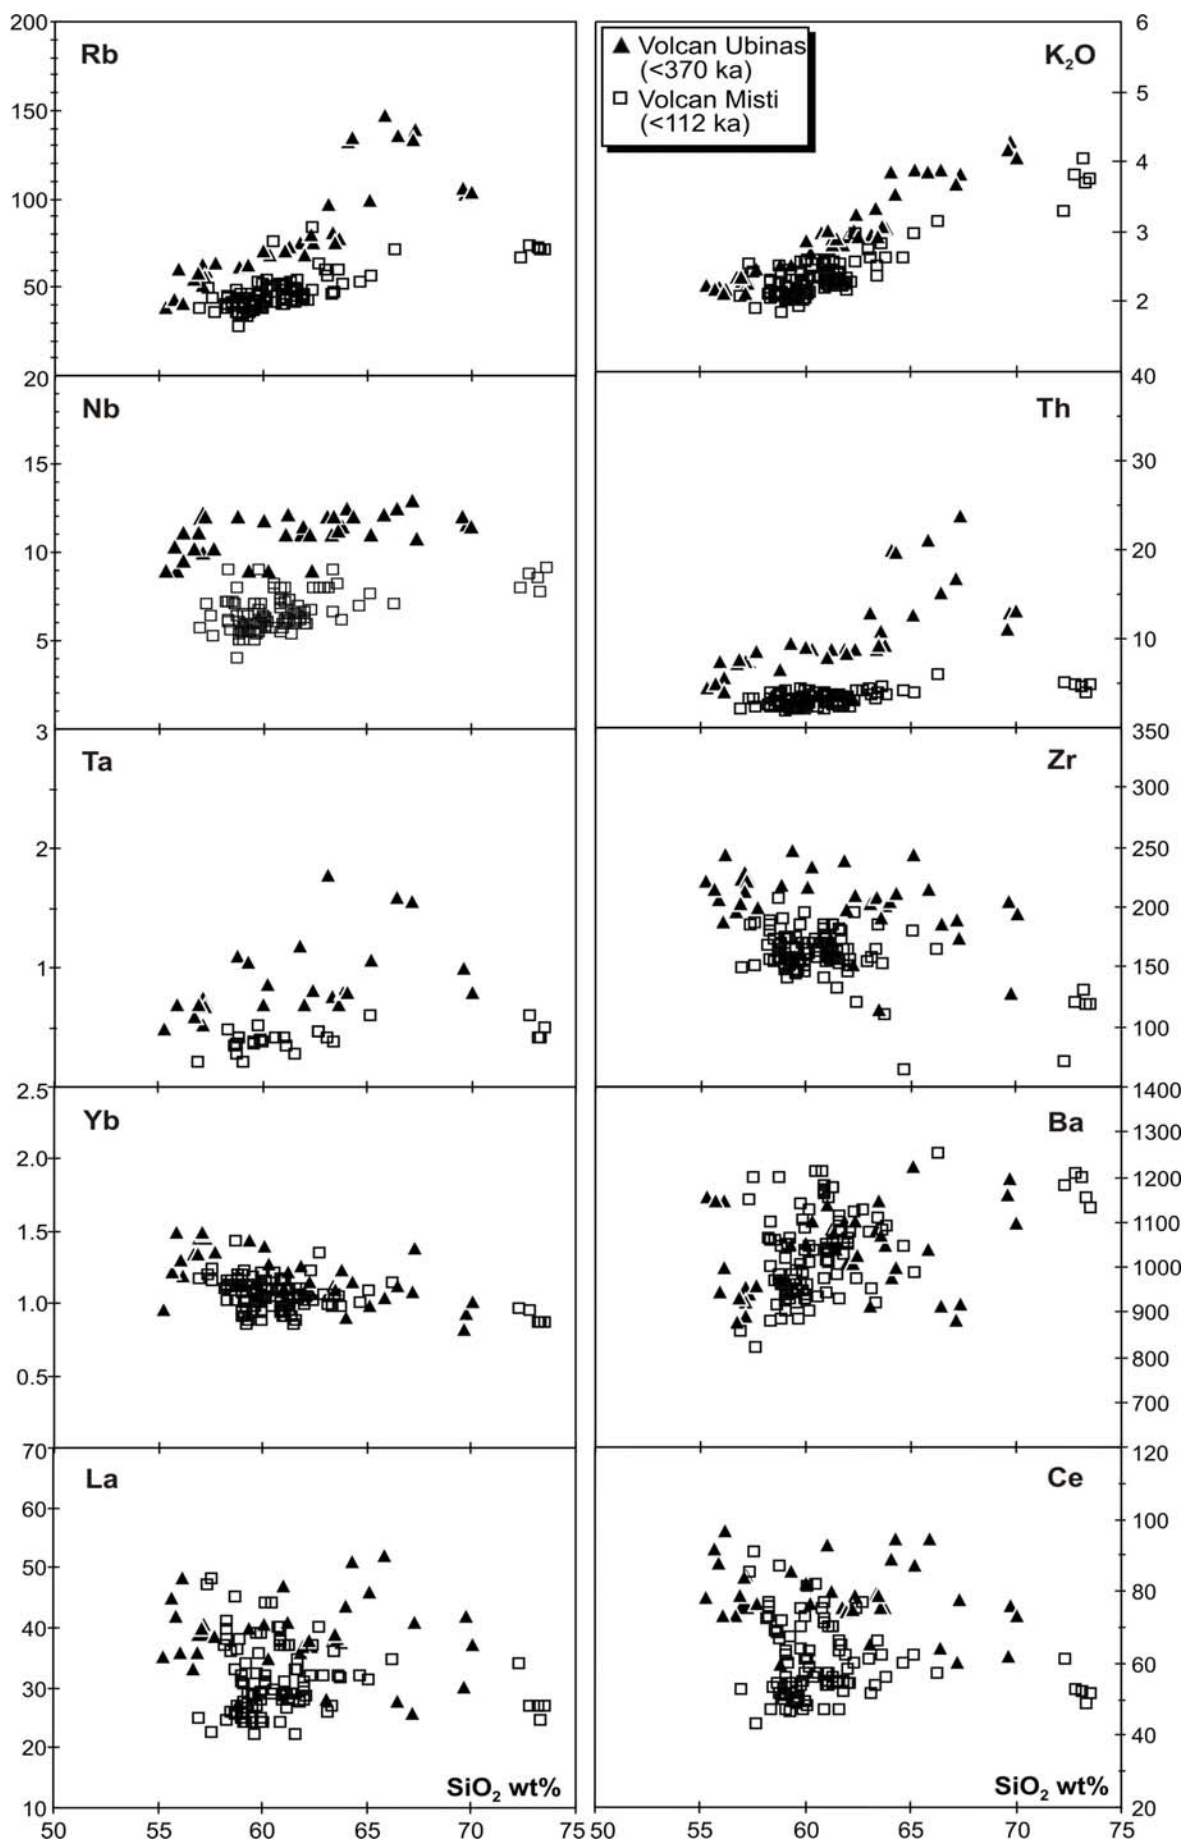 200
Rb
150
100
50
▲ Volcan Ubinas
(<370 ka)
□ Volcan Misti
(<112 ka)
K₂O
6
5
4
3
2
20
Nb
15
10
5
Th
40
30
20
10
3
3
Ta
2
1
Zr
350
300
250
200
150
100
2.5
Yb
2.0
1.5
1.0
0.5
Ba
1400
1300
1200
1100
1000
900
800
700
70
La
60
50
40
30
20
10
SiO₂ wt%
Ce
120
100
80
60
40
20
SiO₂ wt%
50 55 60 65 70 75
50 55 60 65 70 75